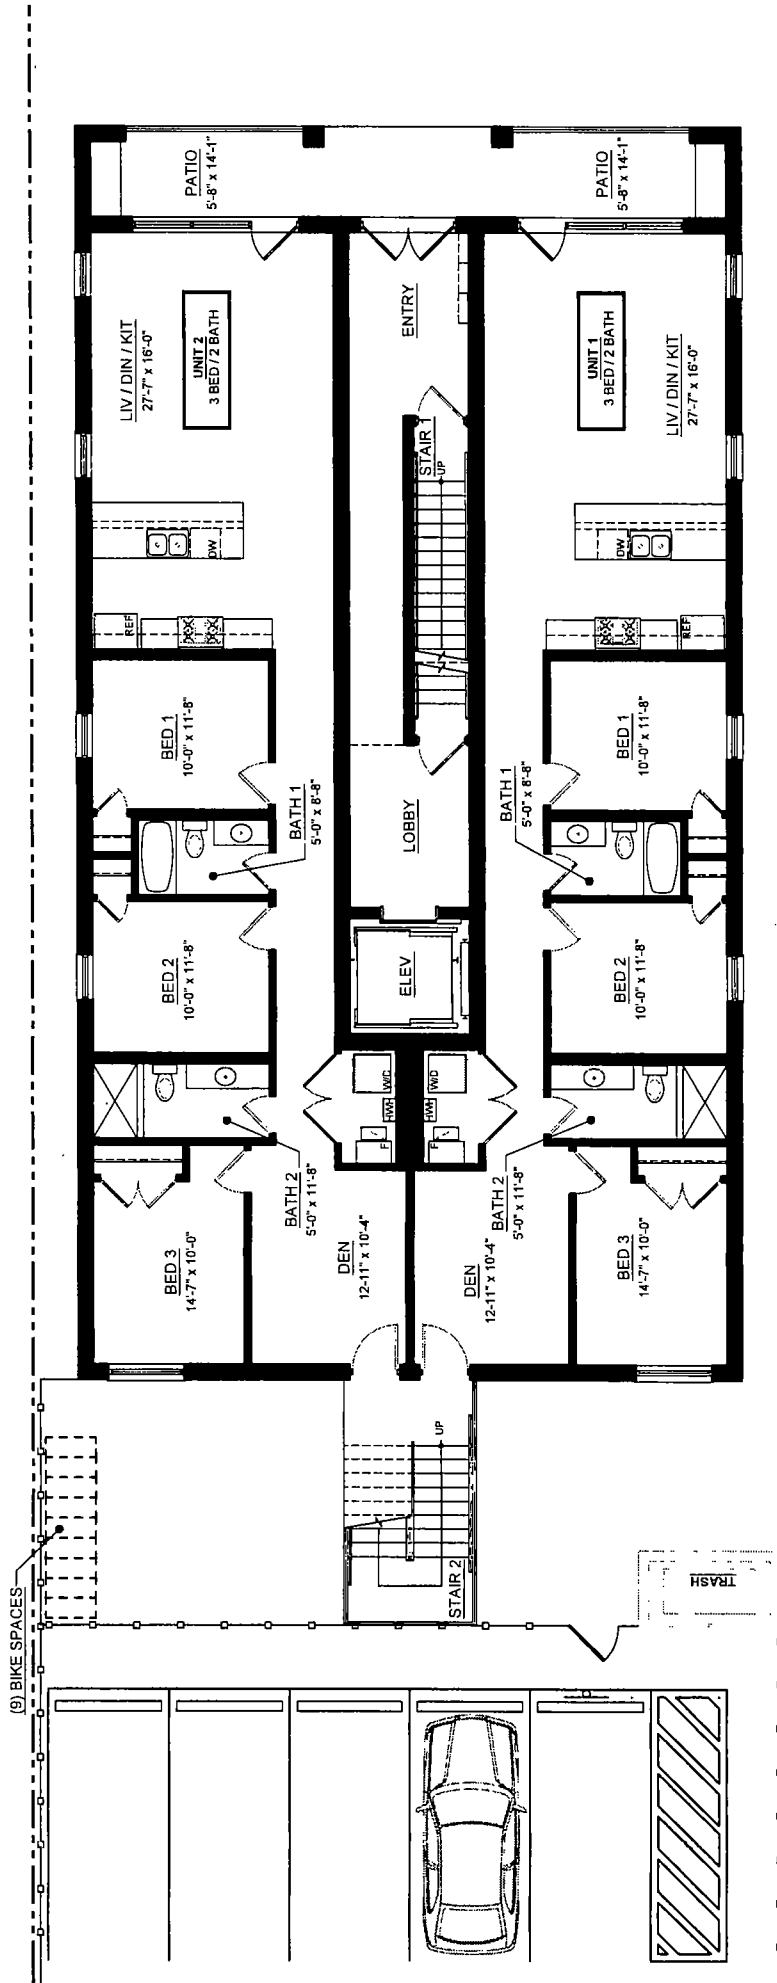 PATIO
5'-8" x 14'-1"
PATIO
5'-8" x 14'-1"
LIV / DIN / KIT
27'-7" x 16'-0"
UNIT 2
3 BED / 2 BATH
ENTRY
UNIT 1
3 BED / 2 BATH
LIV / DIN / KIT
27'-7" x 16'-0"
STAIR 1
UP
DW
DW
REF
REF
BED 1
10'-0" x 11'-8"
BATH 1
5'-0" x 8'-8"
LOBBY
BATH 1
5'-0" x 8'-8"
BED 1
10'-0" x 11'-8"
BED 2
10'-0" x 11'-8"
ELEV
BED 2
10'-0" x 11'-8"
W/D
HWH
F
W/D
HWH
F
BATH 2
5'-0" x 11'-8"
BATH 2
5'-0" x 11'-8"
BED 3
14'-7" x 10'-0"
DEN
12-11" x 10'-4"
DEN
12-11" x 10'-4"
BED 3
14'-7" x 10'-0"
UP
STAIR 2
(9) BIKE SPACES
TRASH